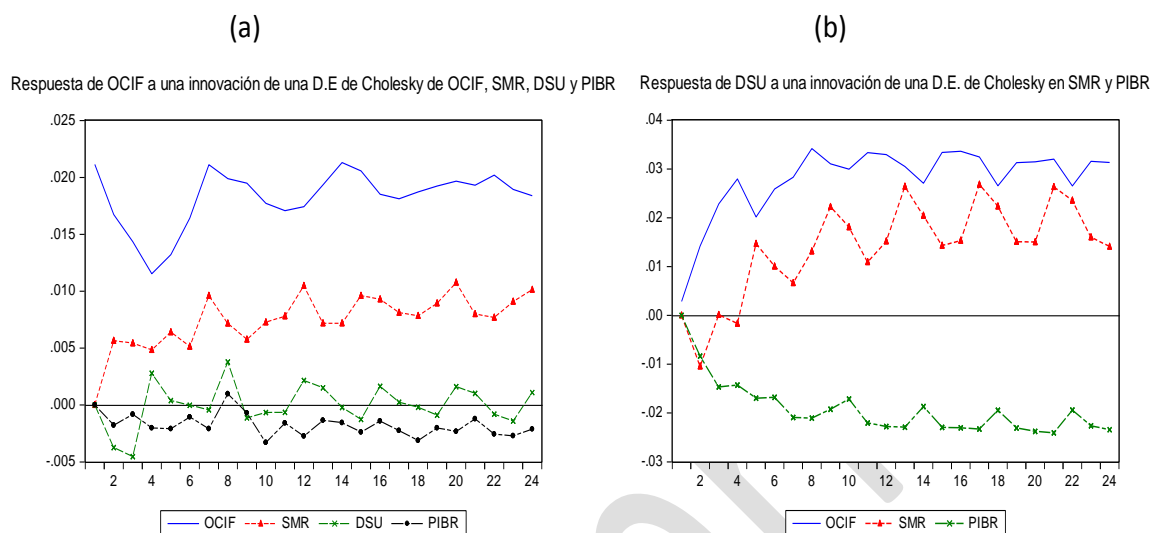 (a)
(b)
Respuesta de OCIF a una innovación de una D.E de Cholesky de OCIF, SMR, DSU y PIBR
Respuesta de DSU a una innovación de una D.E. de Cholesky en SMR y PIBR
.025
.020
.015
.010
.005
.000
-.005
2 4 6 8 10 12 14 16 18 20 22 24
OCIF SMR DSU PIBR
.04
.03
.02
.01
.00
-.01
-.02
-.03
2 4 6 8 10 12 14 16 18 20 22 24
OCIF SMR PIBR